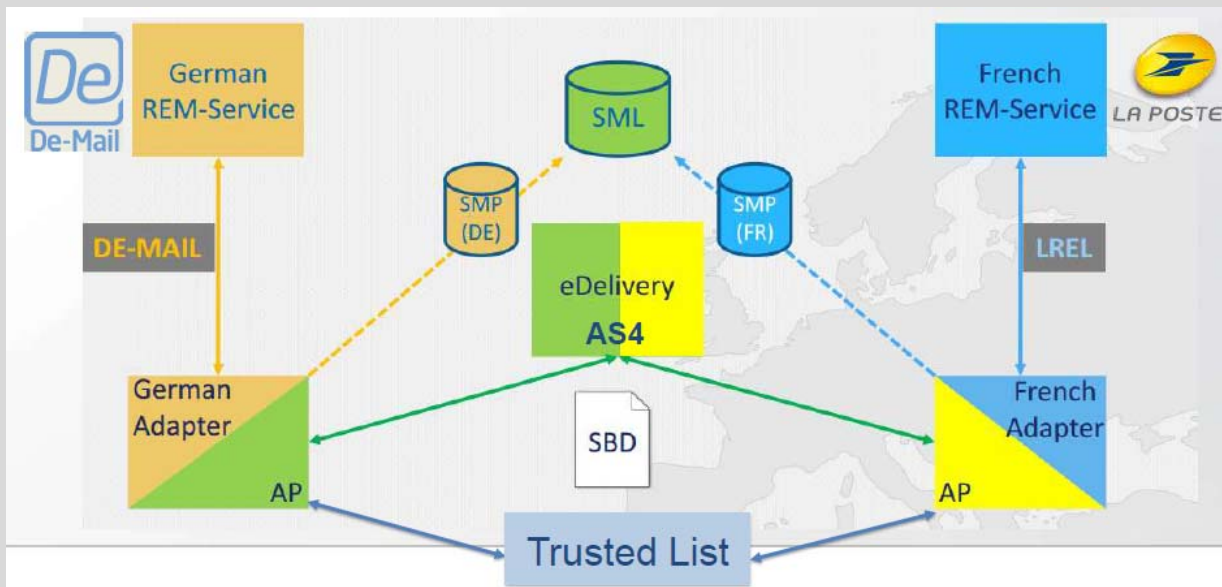 De
De-Mail
German
REM-Service
SML
French
REM-Service
LA POSTE
SMP
(DE)
SMP
(FR)
DE-MAIL
LREL
eDelivery
AS4
German
Adapter
AP
SBD
French
Adapter
AP
Trusted List